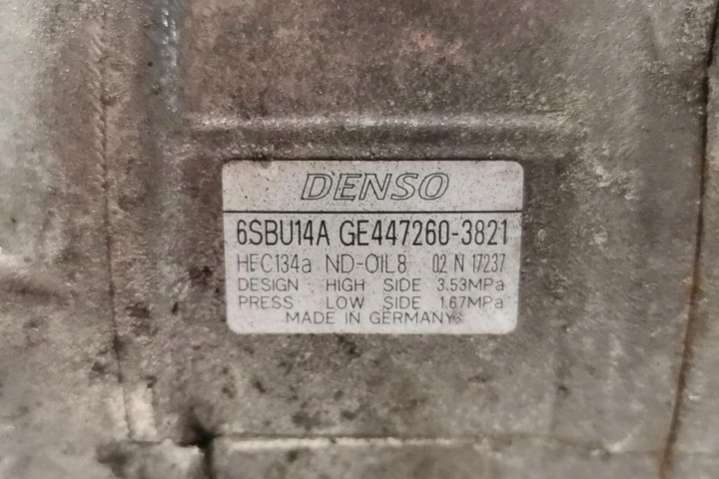 DENSO
6SBU14A GE447260-3821
HFC134a ND-OIL8 02 N 17237
DESIGN HIGH SIDE 3.53MPa
PRESS LOW SIDE 1.67MPa
MADE IN GERMANY